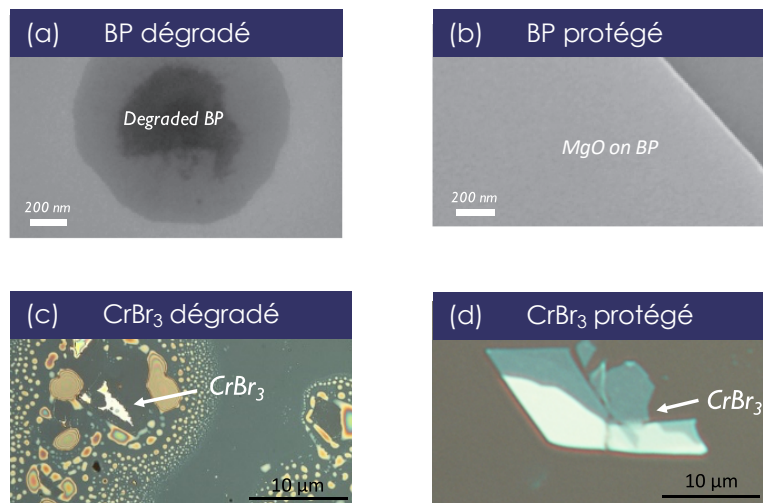 (a) BP dégradé
Degraded BP
200 nm
(b) BP protégé
MgO on BP
200 nm
(c) CrBr₃ dégradé
CrBr₃
10 µm
(d) CrBr₃ protégé
CrBr₃
10 µm